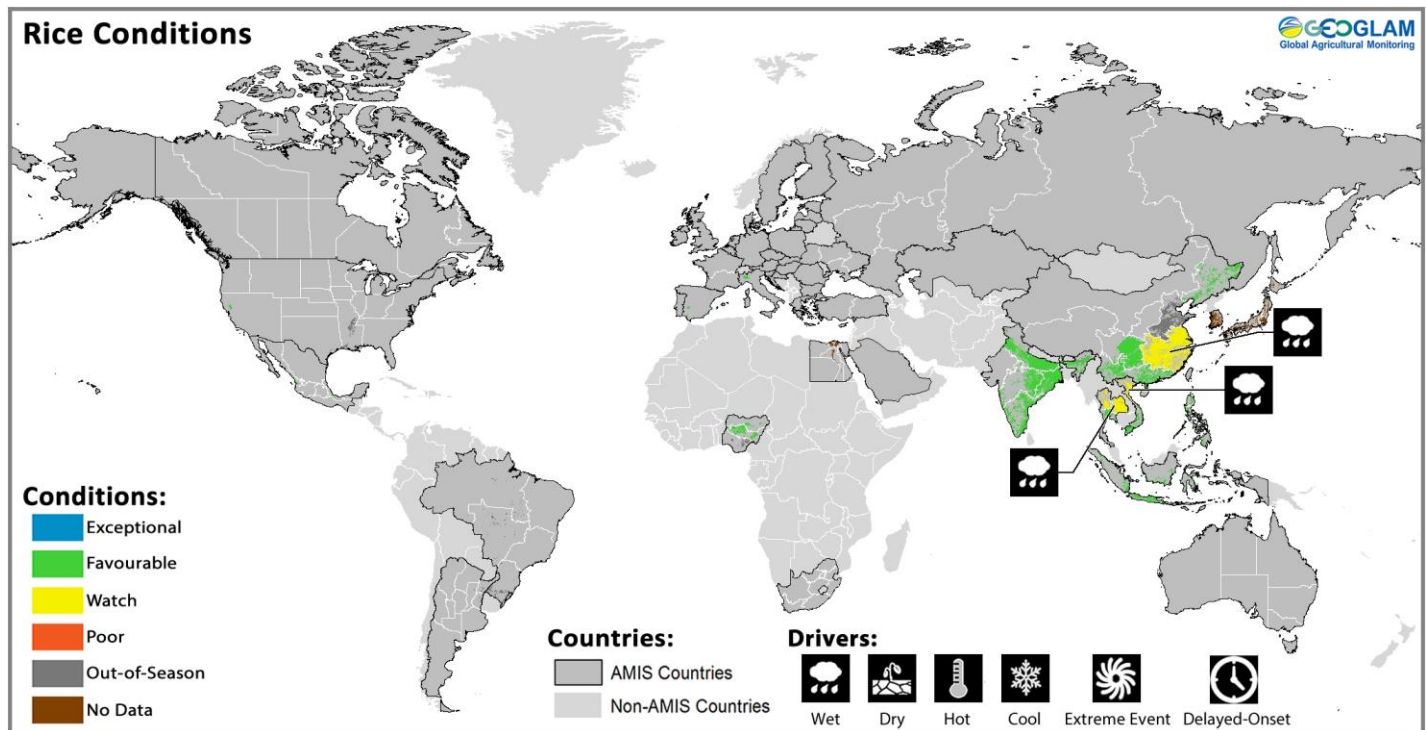 Rice Conditions
GEOGLAM
Global Agricultural Monitoring
Conditions:
Exceptional
Favourable
Watch
Poor
Out-of-Season
No Data
Countries:
AMIS Countries
Non-AMIS Countries
Drivers:
Wet Dry Hot Cool Extreme Event Delayed-Onset